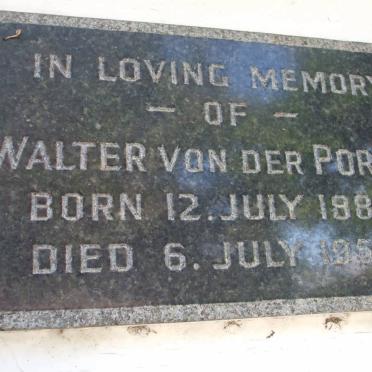 IN LOVING MEMORY
- OF -
WALTER VON DER
BORN 12. JULY
DIED 6. JULY